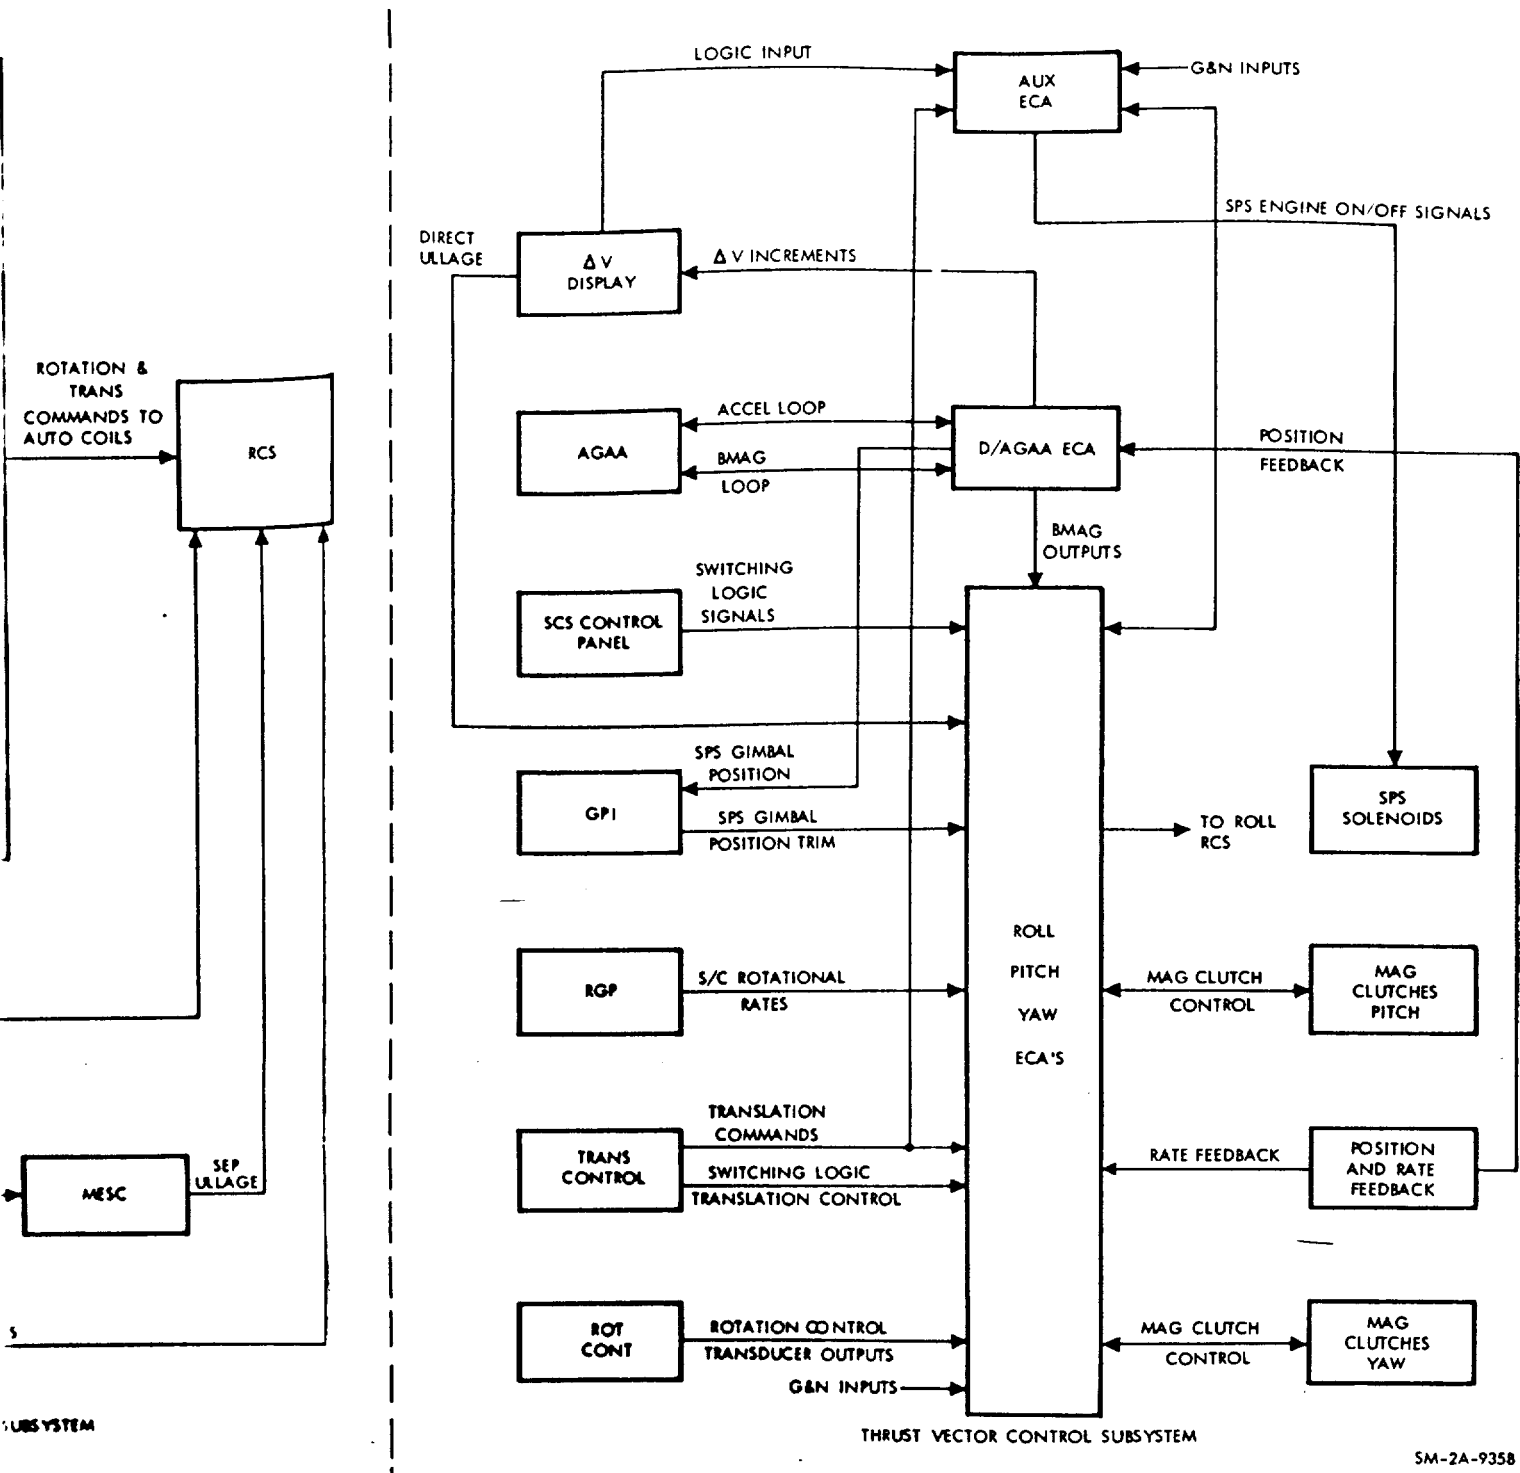 ROTATION &
TRANS
COMMANDS TO
AUTO COILS
RCS
MESC
SEP
ULLAGE
S
SUBSYSTEM
LOGIC INPUT
AUX
ECA
G&N INPUTS
SPS ENGINE ON/OFF SIGNALS
DIRECT
ULLAGE
Δ V
DISPLAY
Δ V INCREMENTS
AGAA
ACCEL LOOP
BMAG
LOOP
D/AGAA ECA
POSITION
FEEDBACK
BMAG
OUTPUTS
SCS CONTROL
PANEL
SWITCHING
LOGIC
SIGNALS
GPI
SPS GIMBAL
POSITION
SPS GIMBAL
POSITION TRIM
TO ROLL
RCS
SPS
SOLENOIDS
RGP
S/C ROTATIONAL
RATES
ROLL
PITCH
YAW
ECA'S
MAG CLUTCH
CONTROL
MAG
CLUTCHES
PITCH
TRANS
CONTROL
TRANSLATION
COMMANDS
SWITCHING LOGIC
TRANSLATION CONTROL
RATE FEEDBACK
POSITION
AND RATE
FEEDBACK
ROT
CONT
ROTATION CONTROL
TRANSDUCER OUTPUTS
G&N INPUTS
MAG CLUTCH
CONTROL
MAG
CLUTCHES
YAW
THRUST VECTOR CONTROL SUBSYSTEM
SM-2A-9358